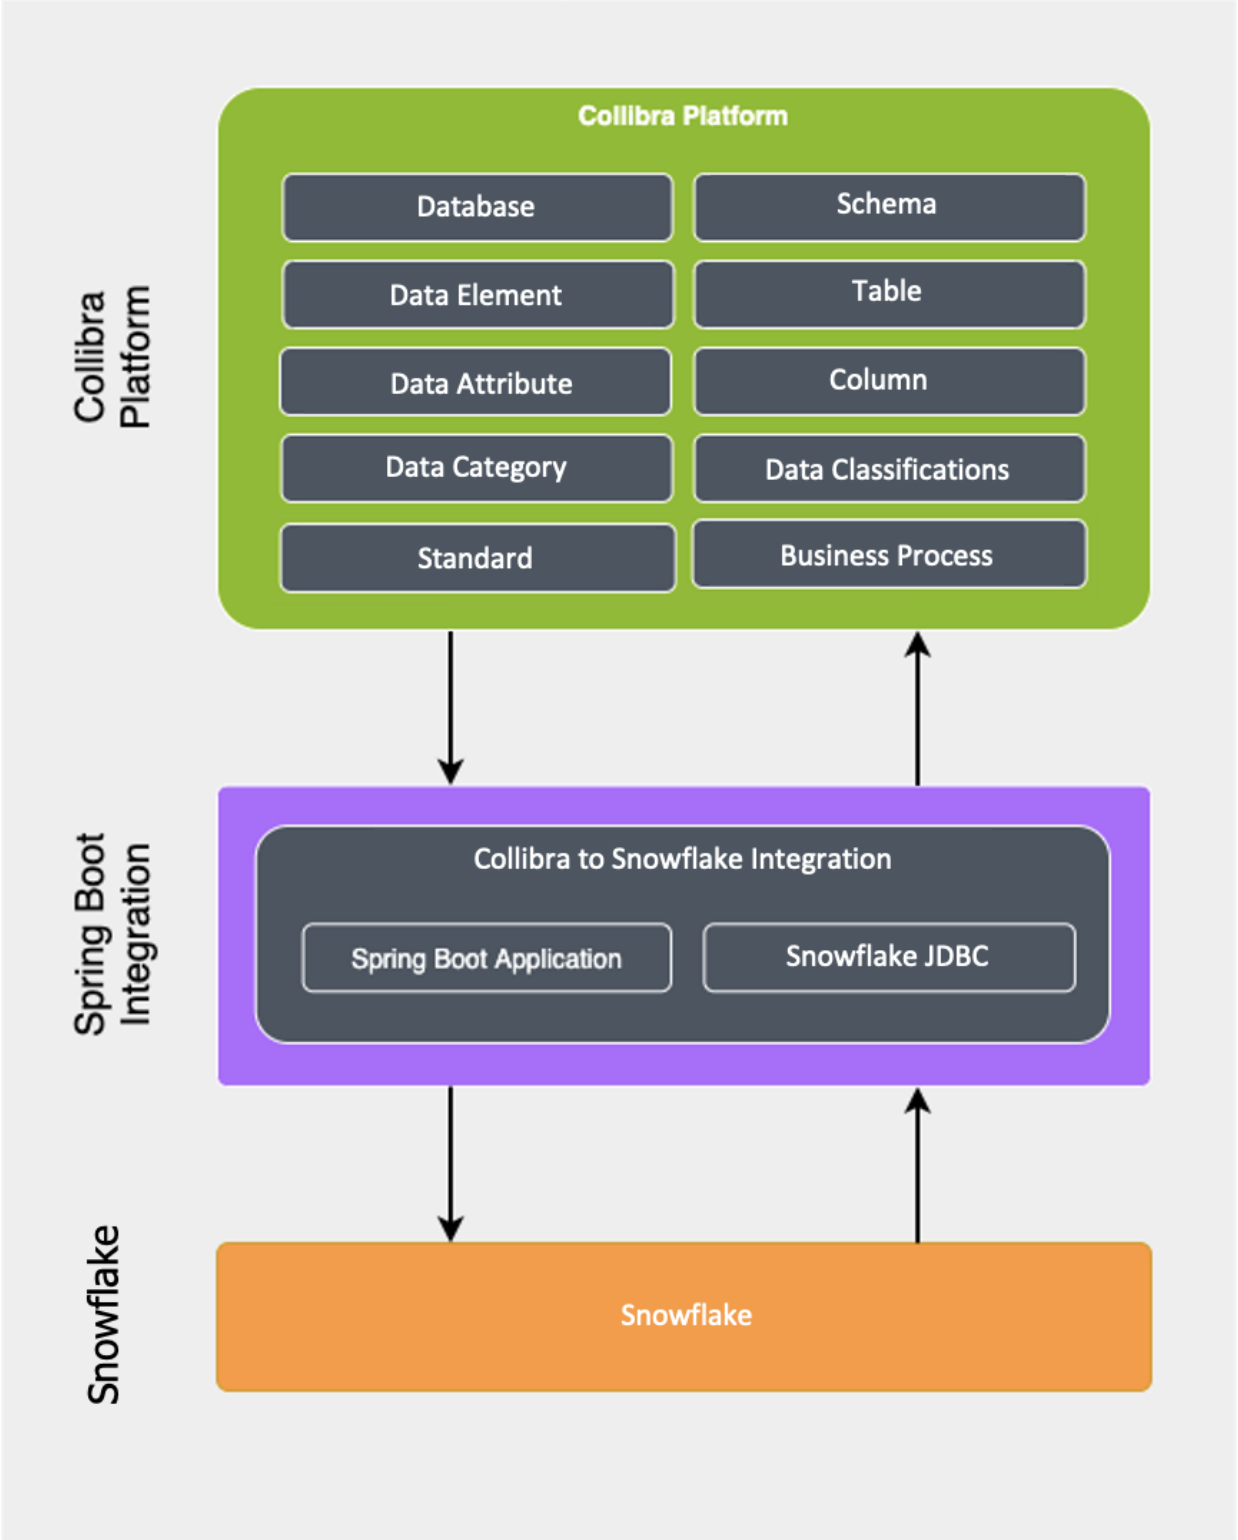 Collibra Platform
Database
Schema
Data Element
Table
Data Attribute
Column
Data Category
Data Classifications
Standard
Business Process
Collibra
Platform
Collibra to Snowflake Integration
Spring Boot Application
Snowflake JDBC
Spring Boot
Integration
Snowflake
Snowflake